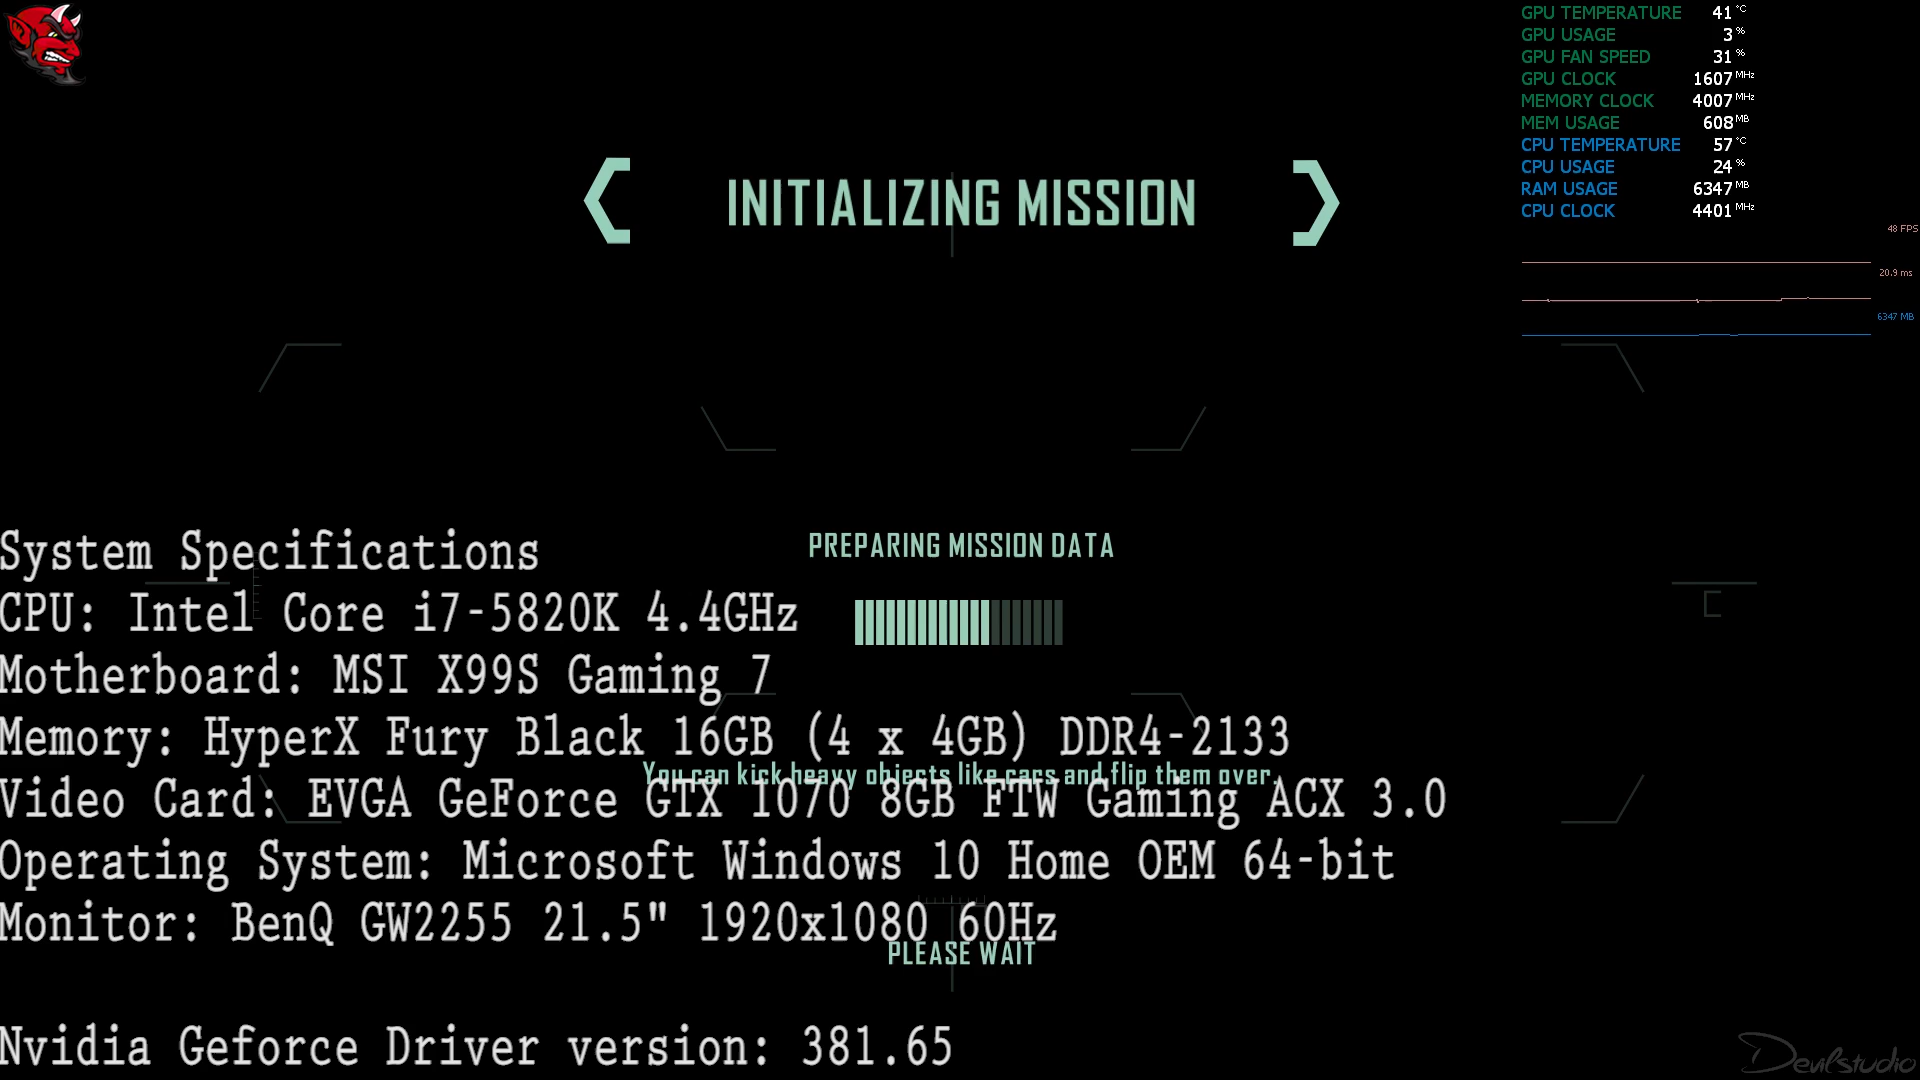 GPU TEMPERATURE 41 °C
GPU USAGE 3 %
GPU FAN SPEED 31 %
GPU CLOCK 1607 MHz
MEMORY CLOCK 4007 MHz
MEM USAGE 608 MB
CPU TEMPERATURE 57 °C
CPU USAGE 24 %
RAM USAGE 6347 MB
CPU CLOCK 4401 MHz
48 FPS
20.9 ms
6347 MB
INITIALIZING MISSION
PREPARING MISSION DATA
System Specifications
CPU: Intel Core i7-5820K 4.4GHz
Motherboard: MSI X99S Gaming 7
Memory: HyperX Fury Black 16GB (4 x 4GB) DDR4-2133
You can kick heavy objects like cars and flip them over.
Video Card: EVGA GeForce GTX 1070 8GB FTW Gaming ACX 3.0
Operating System: Microsoft Windows 10 Home OEM 64-bit
Monitor: BenQ GW2255 21.5" 1920x1080 60Hz
PLEASE WAIT
Nvidia Geforce Driver version: 381.65
Devilstudio